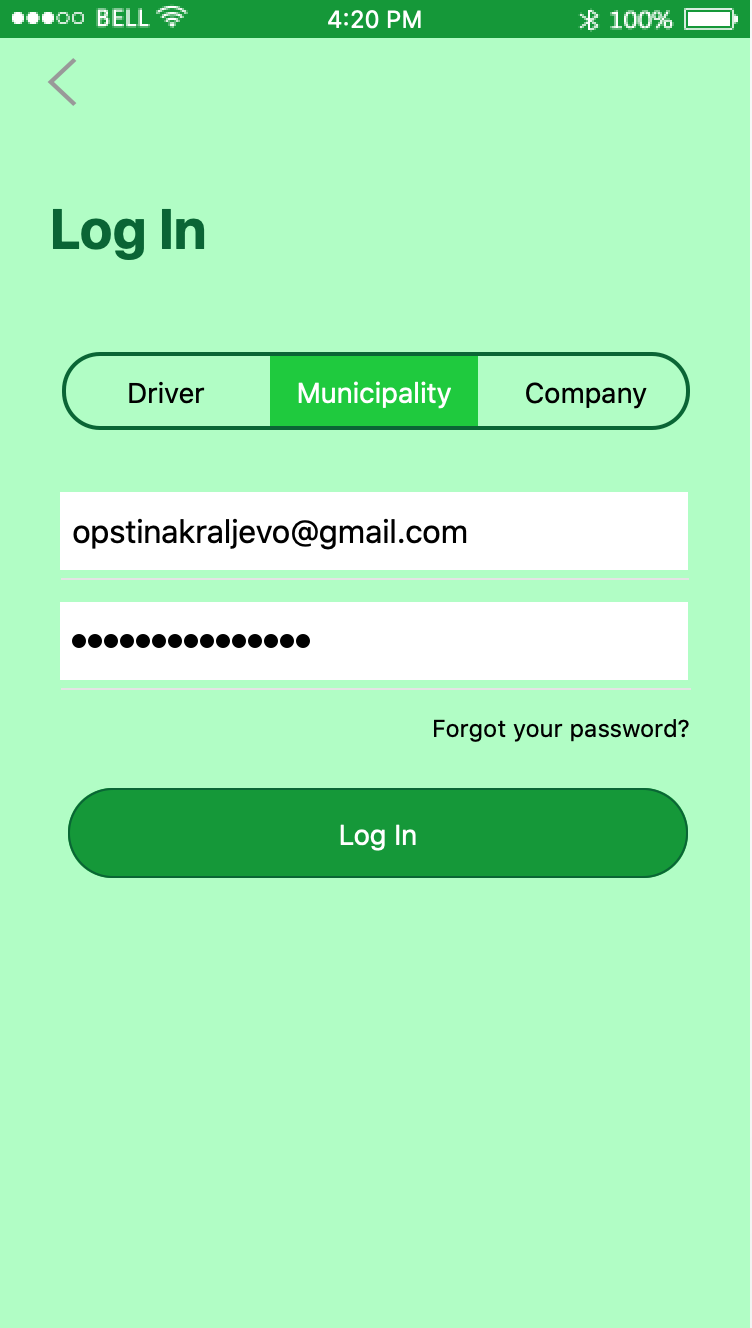 BELL 4:20 PM 100%
Log In
Driver Municipality Company
opstinakraljevo@gmail.com
●●●●●●●●●●●●●●●
Forgot your password?
Log In